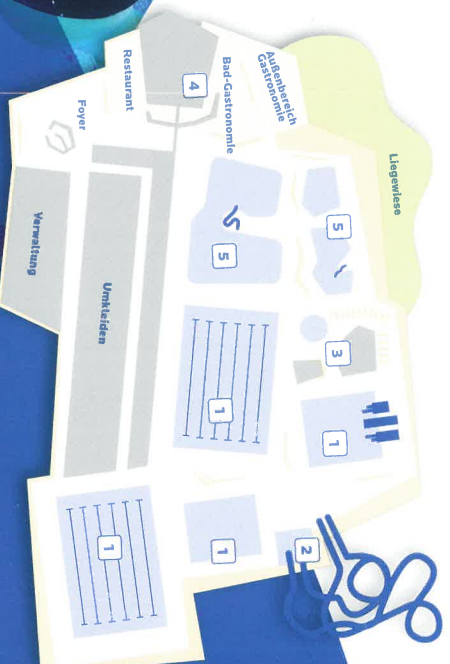 Außenbereich
Gastronomie
Bad-Gastronomie
Restaurant
Foyer
Liegewiese
Verwaltung
Umkleiden
4
5
5
3
1
1
2
1
1